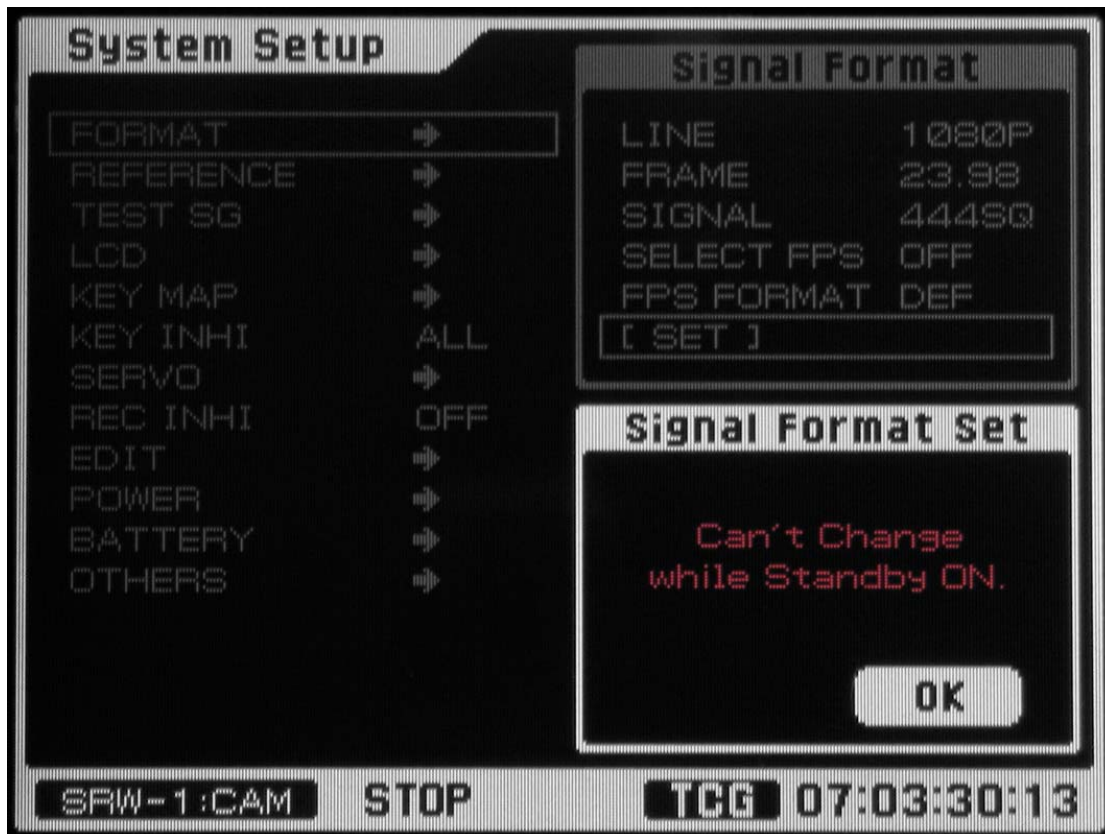 System Setup
FORMAT
REFERENCE
TEST SG
LCD
KEY MAP
KEY INHI ALL
SERVO
REC INHI OFF
EDIT
POWER
BATTERY
OTHERS
Signal Format
LINE 1080P
FRAME 23.98
SIGNAL 444SQ
SELECT FPS OFF
FPS FORMAT DEF
[ SET ]
Signal Format Set
Can't Change
while Standby ON.
OK
SRW-1:CAM STOP TCG 07:03:30:13